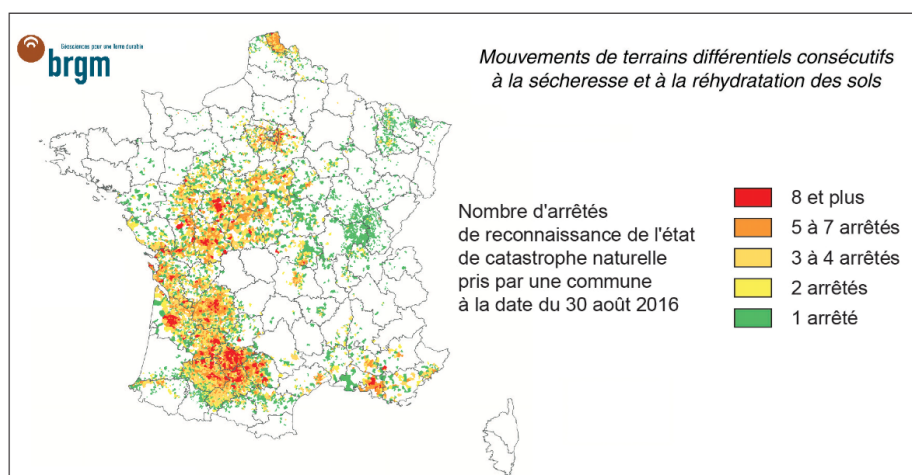 Géosciences pour une Terre durable
brgm
Mouvements de terrains différentiels consécutifs
à la sécheresse et à la réhydratation des sols
Nombre d'arrêtés
de reconnaissance de l'état
de catastrophe naturelle
pris par une commune
à la date du 30 août 2016
8 et plus
5 à 7 arrêtés
3 à 4 arrêtés
2 arrêtés
1 arrêté